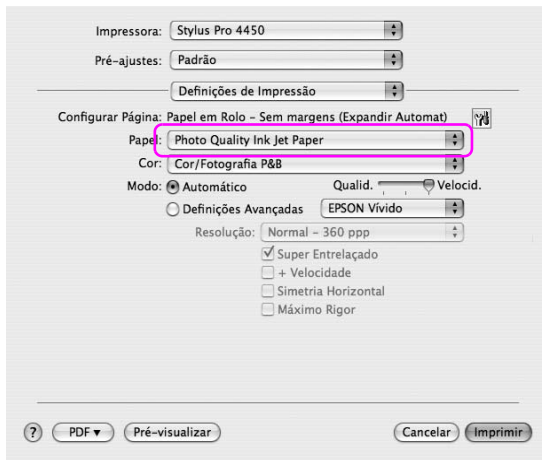 Impressora: Stylus Pro 4450
Pré-ajustes: Padrão
Definições de Impressão
Configurar Página: Papel em Rolo - Sem margens (Expandir Automat)
Papel: Photo Quality Ink Jet Paper
Cor: Cor/Fotografia P&B
Modo: Automático Qualid. Velocid.
Definições Avançadas EPSON Vívido
Resolução: Normal - 360 ppp
Super Entrelaçado
+ Velocidade
Simetria Horizontal
Máximo Rigor
? PDF Pré-visualizar Cancelar Imprimir